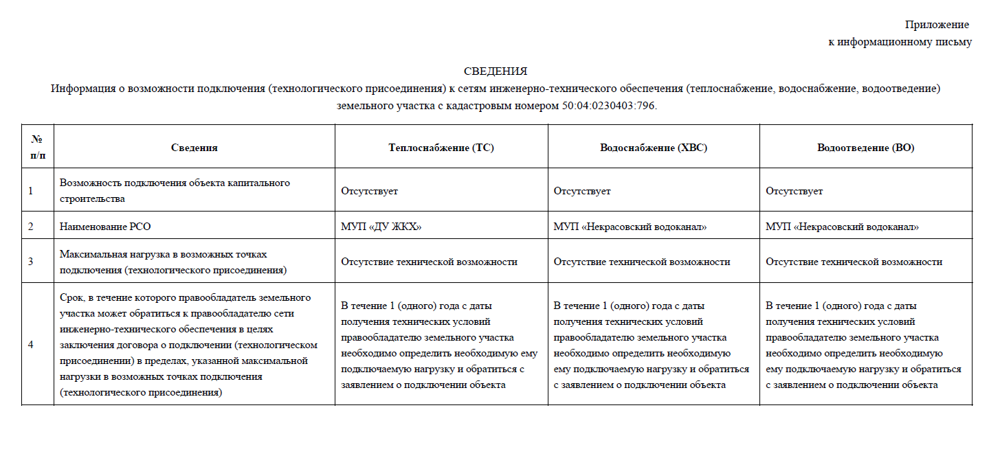 Приложение
к информационному письму
СВЕДЕНИЯ
Информация о возможности подключения (технологического присоединения) к сетям инженерно-технического обеспечения (теплоснабжение, водоснабжение, водоотведение)
земельного участка с кадастровым номером 50:04:0230403:796.
№
п/п
Сведения
Теплоснабжение (ТС)
Водоснабжение (ХВС)
Водоотведение (ВО)
1
Возможность подключения объекта капитального
строительства
Отсутствует
Отсутствует
Отсутствует
2
Наименование РСО
МУП «ДУ ЖКХ»
МУП «Некрасовский водоканал»
МУП «Некрасовский водоканал»
3
Максимальная нагрузка в возможных точках
подключения (технологического присоединения)
Отсутствие технической возможности
Отсутствие технической возможности
Отсутствие технической возможности
4
Срок, в течение которого правообладатель земельного
участка может обратиться к правообладателю сети
инженерно-технического обеспечения в целях
заключения договора о подключении (технологическом
присоединении) в пределах, указанной максимальной
нагрузки в возможных точках подключения
(технологического присоединения)
В течение 1 (одного) года с даты
получения технических условий
правообладателю земельного участка
необходимо определить необходимую ему
подключаемую нагрузку и обратиться с
заявлением о подключении объекта
В течение 1 (одного) года с даты
получения технических условий
правообладателю земельного участка
необходимо определить необходимую
ему подключаемую нагрузку и обратиться
с заявлением о подключении объекта
В течение 1 (одного) года с даты
получения технических условий
правообладателю земельного участка
необходимо определить необходимую
ему подключаемую нагрузку и обратиться
с заявлением о подключении объекта